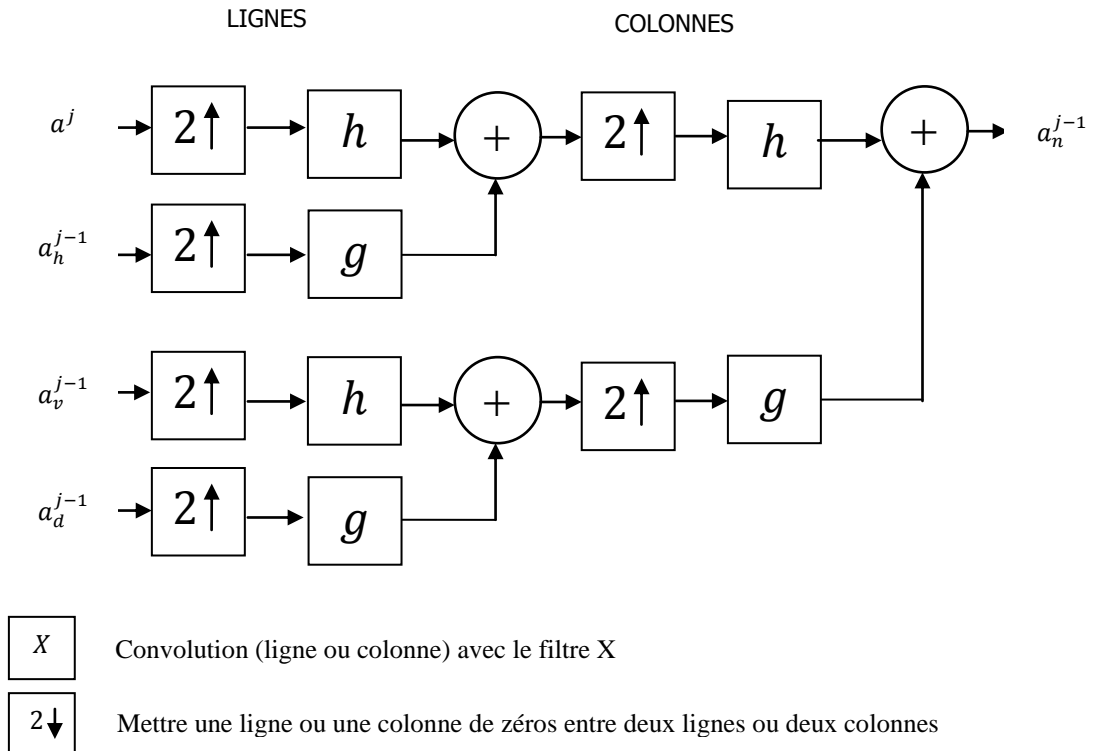 LIGNES COLONNES
a^j 2↑ h + 2↑ h + a_n^{j−1}
a_h^{j−1} 2↑ g
a_v^{j−1} 2↑ h + 2↑ g
a_d^{j−1} 2↑ g
X Convolution (ligne ou colonne) avec le filtre X
2↓ Mettre une ligne ou une colonne de zéros entre deux lignes ou deux colonnes